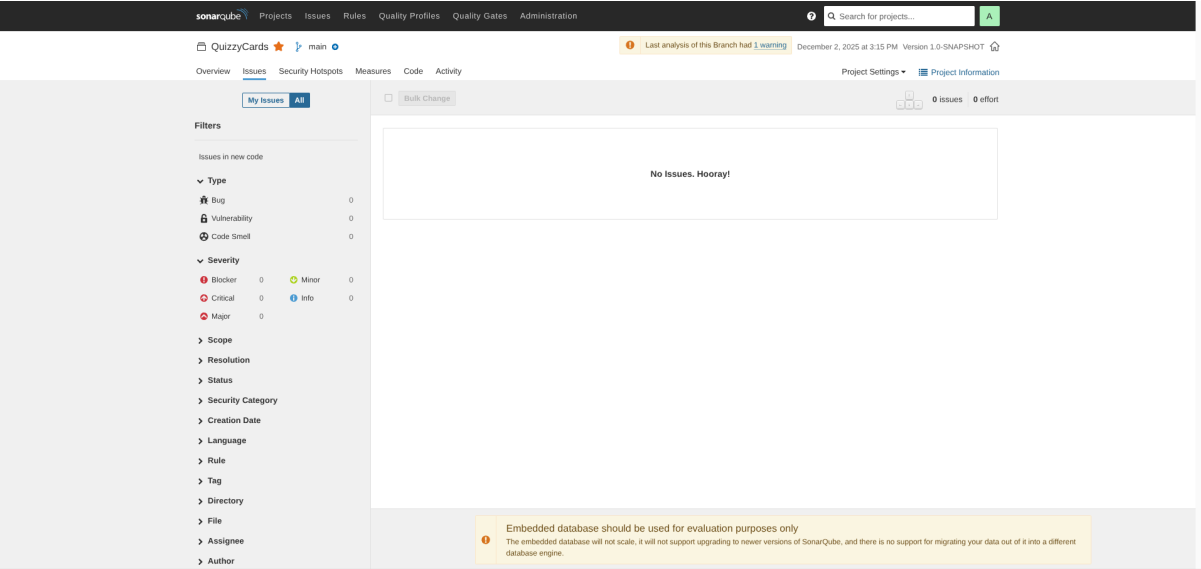 sonarqube Projects Issues Rules Quality Profiles Quality Gates Administration Search for projects... A
QuizzyCards main Last analysis of this Branch had 1 warning December 2, 2025 at 3:15 PM Version 1.0-SNAPSHOT
Overview Issues Security Hotspots Measures Code Activity Project Settings Project Information
My Issues All Bulk Change 0 issues 0 effort
Filters
Issues in new code
No Issues. Hooray!
Type
Bug 0
Vulnerability 0
Code Smell 0
Severity
Blocker 0 Minor 0
Critical 0 Info 0
Major 0
Scope
Resolution
Status
Security Category
Creation Date
Language
Rule
Tag
Directory
File
Assignee
Author
Embedded database should be used for evaluation purposes only
The embedded database will not scale, it will not support upgrading to newer versions of SonarQube, and there is no support for migrating your data out of it into a different
database engine.